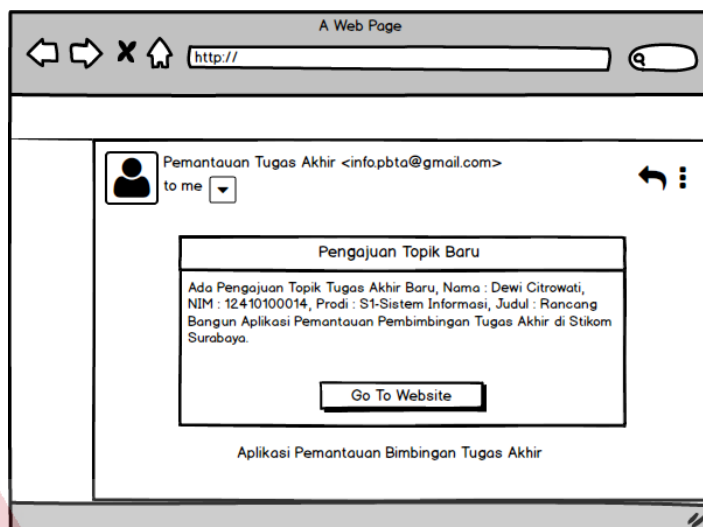 A Web Page
http://
Pemantauan Tugas Akhir <info.pbta@gmail.com>
to me
Pengajuan Topik Baru
Ada Pengajuan Topik Tugas Akhir Baru, Nama : Dewi Citrowati,
NIM : 12410100014, Prodi : S1-Sistem Informasi, Judul : Rancang
Bangun Aplikasi Pemantauan Pembimbingan Tugas Akhir di Stikom
Surabaya.
Go To Website
Aplikasi Pemantauan Bimbingan Tugas Akhir